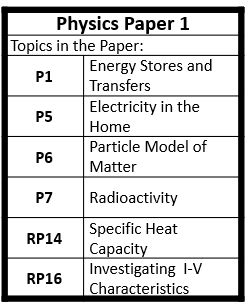 Physics Paper 1
Topics in the Paper:
P1 Energy Stores and
Transfers
P5 Electricity in the
Home
P6 Particle Model of
Matter
P7 Radioactivity
RP14 Specific Heat
Capacity
RP16 Investigating I-V
Characteristics